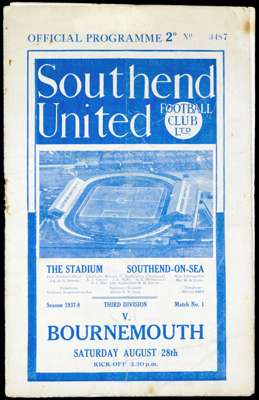 OFFICIAL PROGRAMME 2D No 3487
Southend
United
FOOTBALL
CLUB
LTD
THE STADIUM SOUTHEND-ON-SEA
Season 1937-8 THIRD DIVISION Match No. 1
V.
BOURNEMOUTH
SATURDAY AUGUST 28th
KICK-OFF 3.30 p.m.